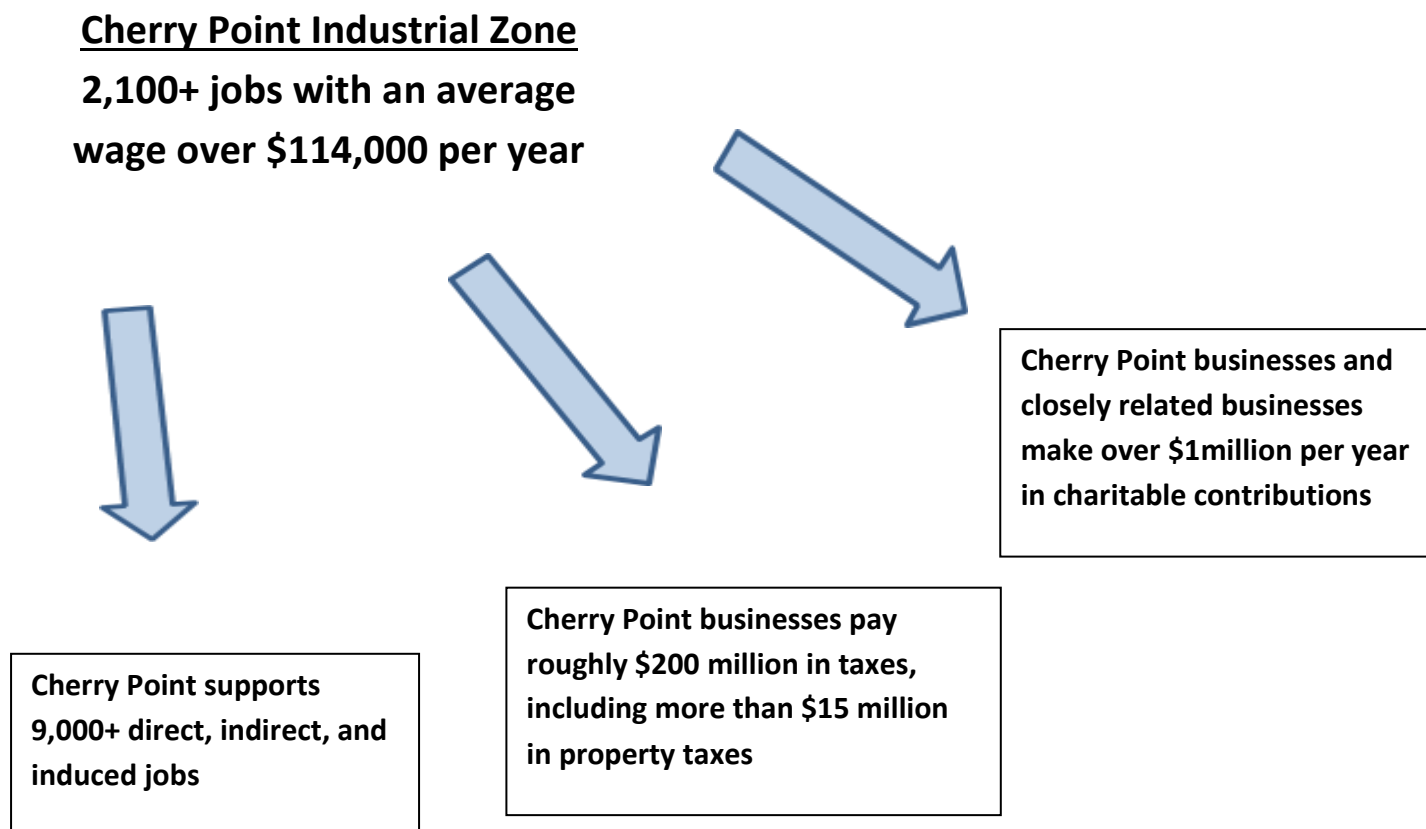 Cherry Point Industrial Zone
2,100+ jobs with an average
wage over $114,000 per year
Cherry Point businesses and
closely related businesses
make over $1million per year
in charitable contributions
Cherry Point businesses pay
roughly $200 million in taxes,
including more than $15 million
in property taxes
Cherry Point supports
9,000+ direct, indirect, and
induced jobs